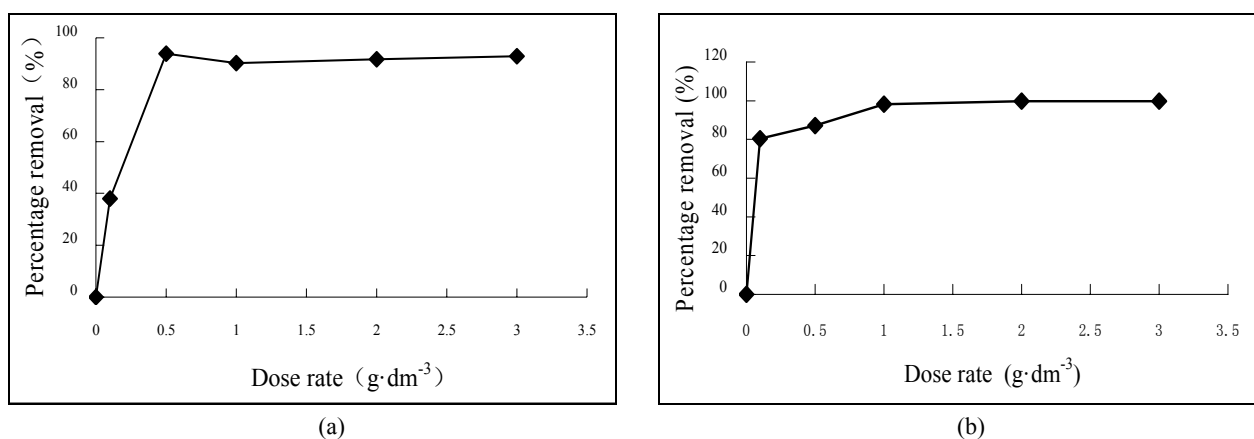 Percentage removal（%）
100
80
60
40
20
0
0 0.5 1 1.5 2 2.5 3 3.5
Dose rate（g·dm-3）
(a)
Percentage removal (%)
120
100
80
60
40
20
0
0 0.5 1 1.5 2 2.5 3 3.5
Dose rate (g·dm-3)
(b)